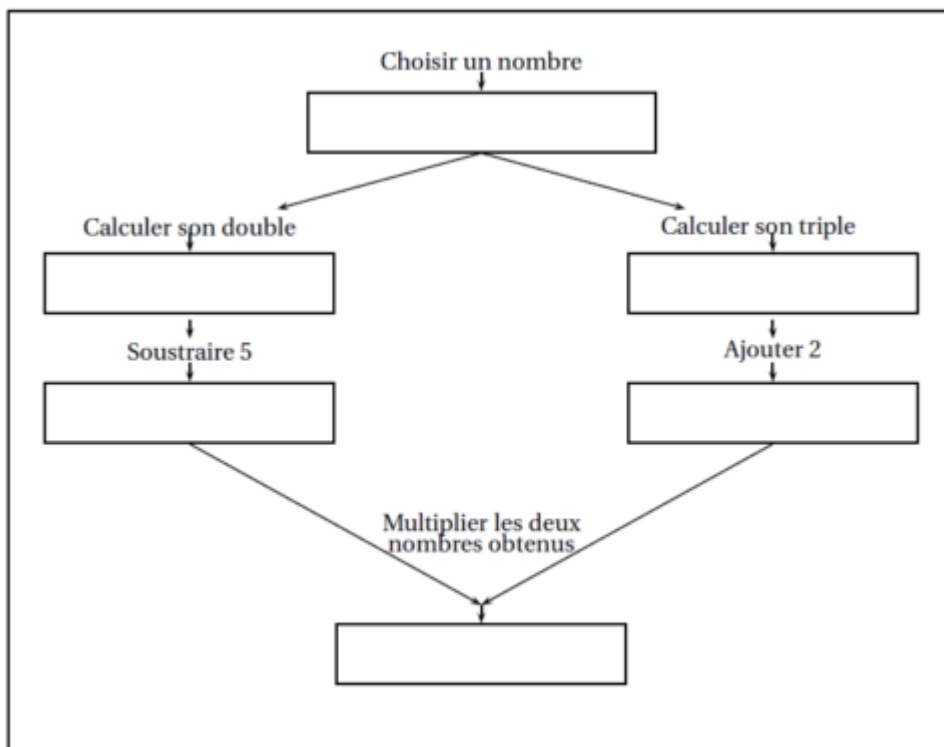 Choisir un nombre
Calculer son double
Calculer son triple
Soustraire 5
Ajouter 2
Multiplier les deux
nombres obtenus